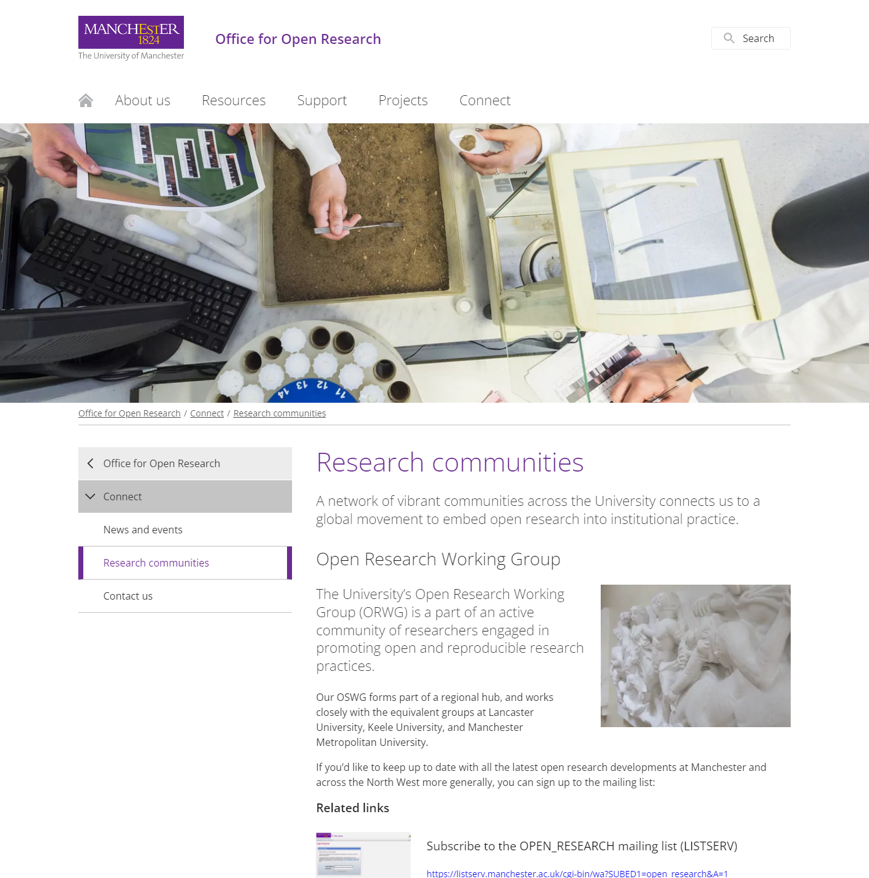 MANCHESTER
1824
The University of Manchester
Office for Open Research
Search
About us
Resources
Support
Projects
Connect
14 13 12 11
Office for Open Research / Connect / Research communities
Office for Open Research
Connect
News and events
Research communities
Contact us
Research communities
A network of vibrant communities across the University connects us to a
global movement to embed open research into institutional practice.
Open Research Working Group
The University's Open Research Working
Group (ORWG) is a part of an active
community of researchers engaged in
promoting open and reproducible research
practices.
Our OSWG forms part of a regional hub, and works
closely with the equivalent groups at Lancaster
University, Keele University, and Manchester
Metropolitan University.
If you'd like to keep up to date with all the latest open research developments at Manchester and
across the North West more generally, you can sign up to the mailing list:
Related links
Subscribe to the OPEN_RESEARCH mailing list (LISTSERV)
https://listserv.manchester.ac.uk/cgi-bin/wa?SUBED1=open_research&A=1